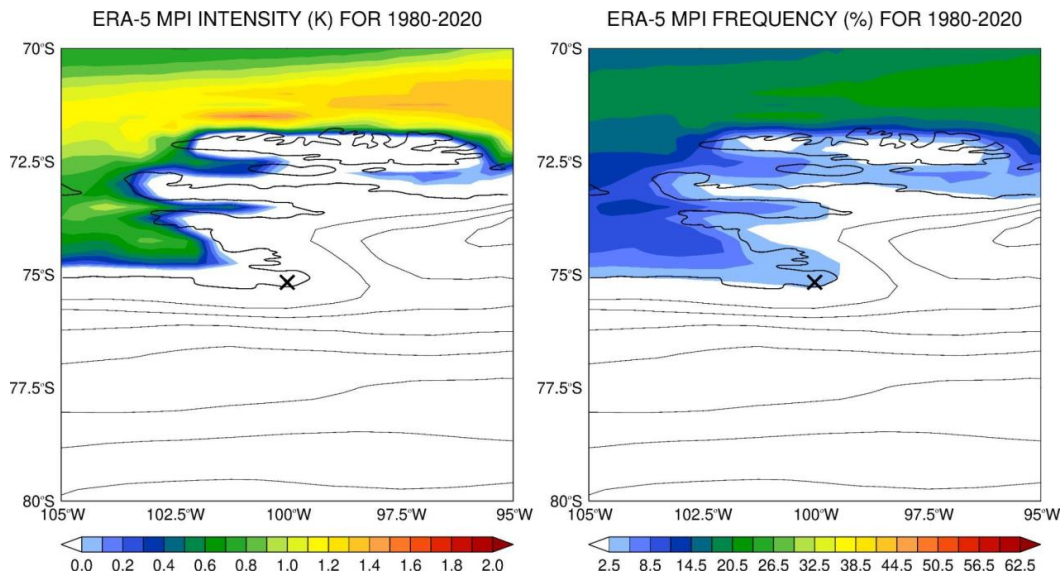 ERA-5 MPI INTENSITY (K) FOR 1980-2020
70°S
72.5°S
75°S
77.5°S
80°S
105°W 102.5°W 100°W 97.5°W 95°W
0.0 0.2 0.4 0.6 0.8 1.0 1.2 1.4 1.6 1.8 2.0
ERA-5 MPI FREQUENCY (%) FOR 1980-2020
70°S
72.5°S
75°S
77.5°S
80°S
105°W 102.5°W 100°W 97.5°W 95°W
2.5 8.5 14.5 20.5 26.5 32.5 38.5 44.5 50.5 56.5 62.5